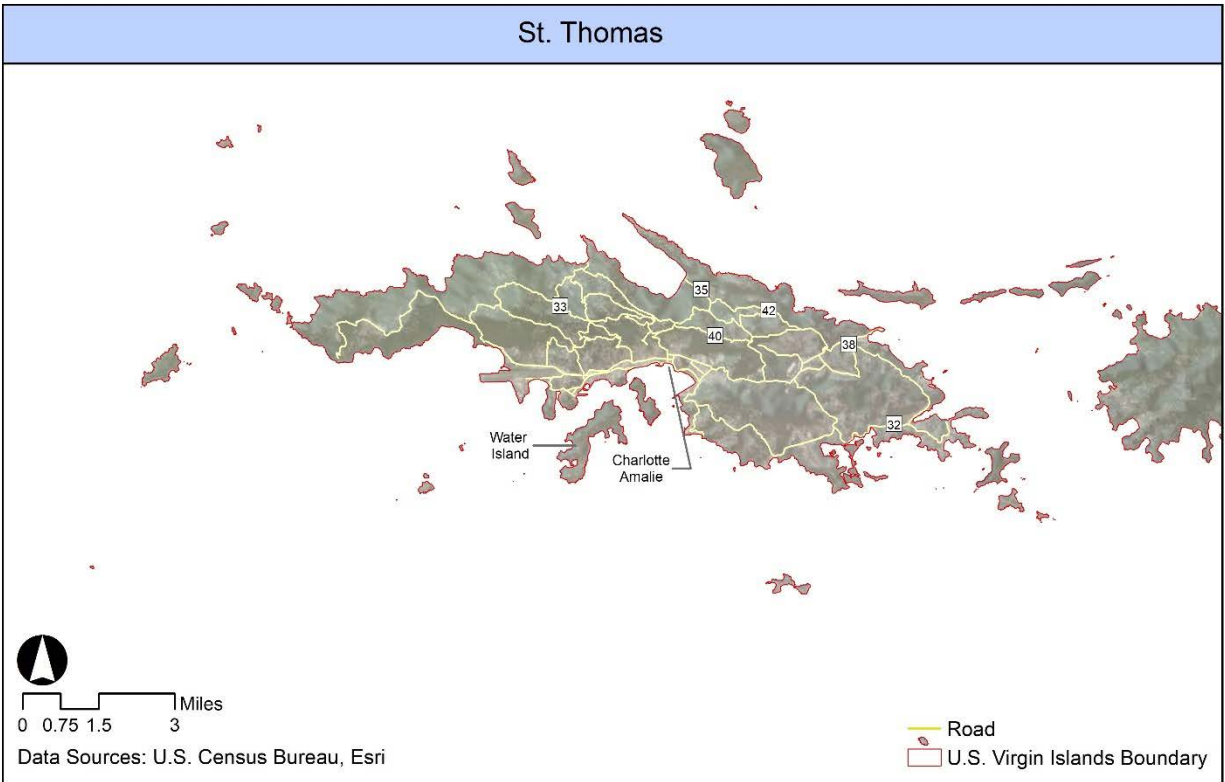 St. Thomas
35
33
42
40
38
32
Water
Island
Charlotte
Amalie
Miles
0 0.75 1.5 3
Data Sources: U.S. Census Bureau, Esri
Road
U.S. Virgin Islands Boundary